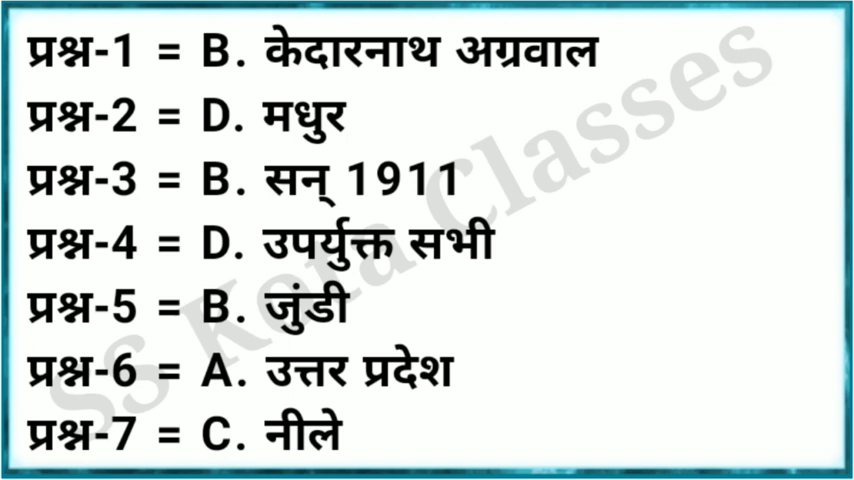 प्रश्न-1 = B. केदारनाथ अग्रवाल
प्रश्न-2 = D. मधुर
प्रश्न-3 = B. सन् 1911
प्रश्न-4 = D. उपर्युक्त सभी
प्रश्न-5 = B. जुंडी
प्रश्न-6 = A. उत्तर प्रदेश
प्रश्न-7 = C. नीले
SS Kota Classes